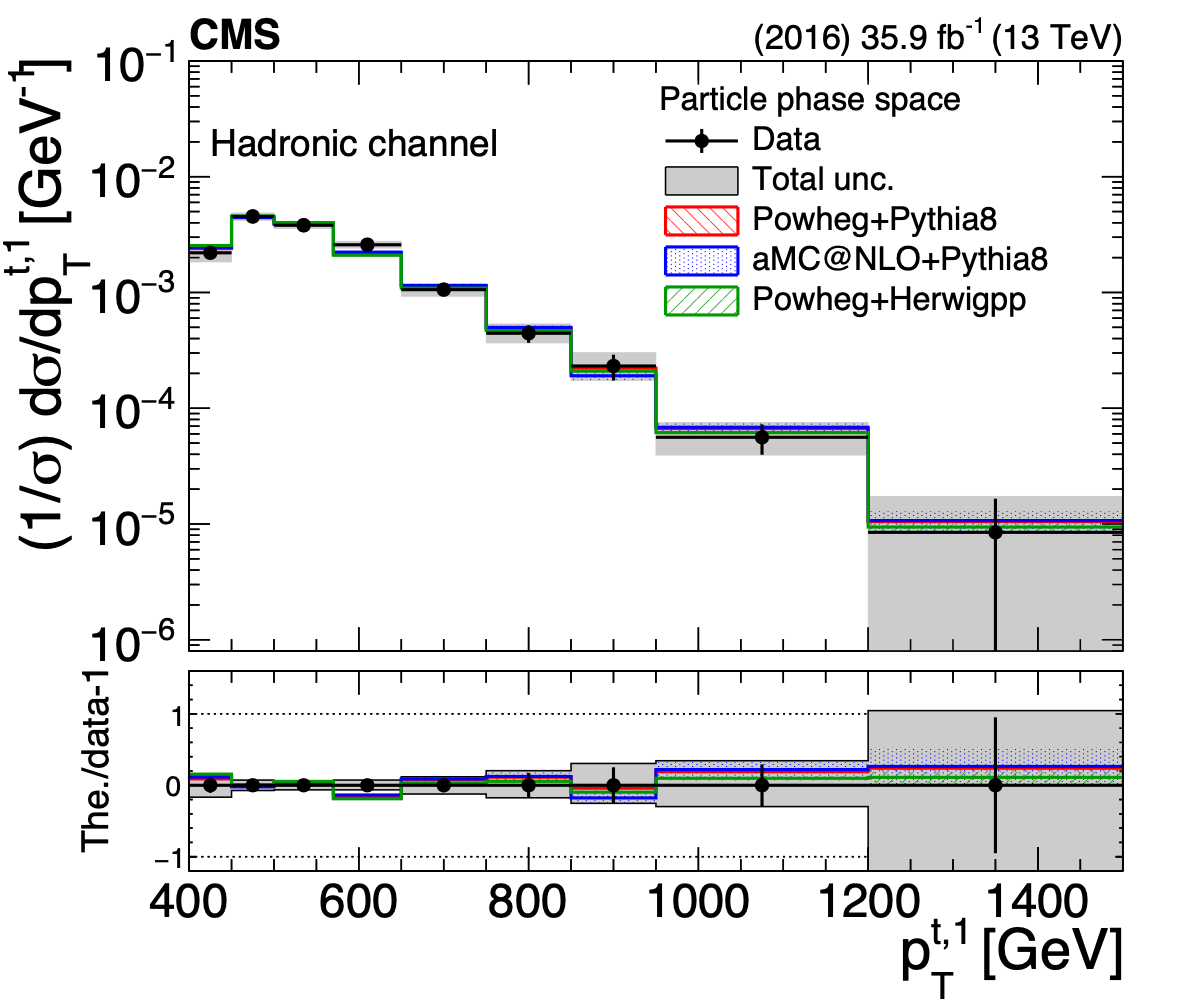 CMS (2016) 35.9 fb⁻¹ (13 TeV)
(1/σ) dσ/dp_T^{t,1} [GeV⁻¹]
10⁻¹
10⁻²
10⁻³
10⁻⁴
10⁻⁵
10⁻⁶
Hadronic channel
Particle phase space
Data
Total unc.
Powheg+Pythia8
aMC@NLO+Pythia8
Powheg+Herwigpp
The./data-1
1
0
−1
400 600 800 1000 1200 1400
p_T^{t,1} [GeV]